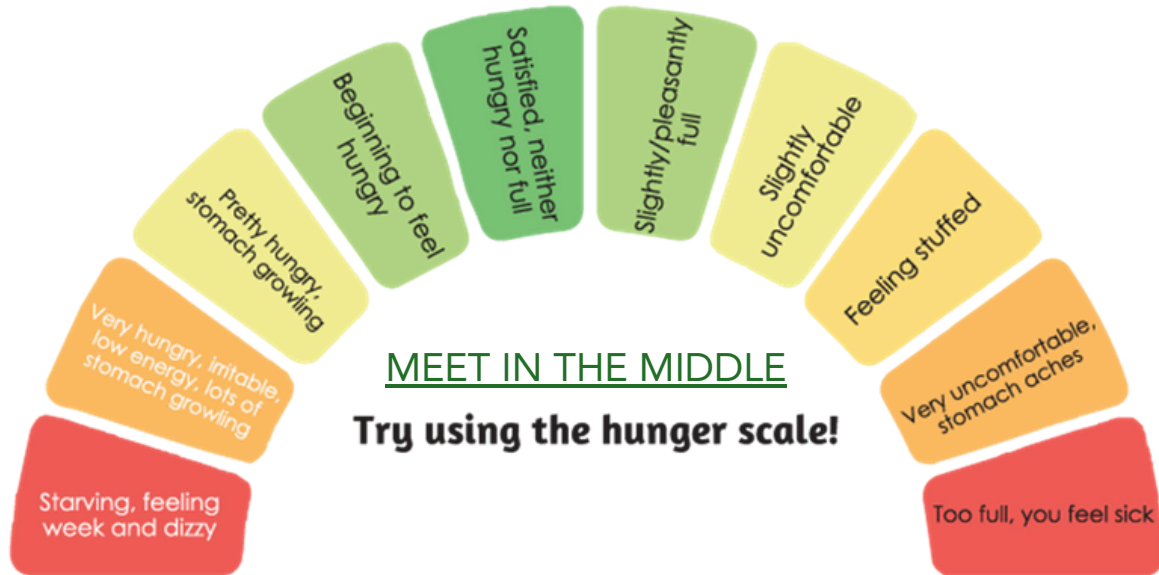 Starving, feeling
week and dizzy
Very hungry, irritable,
low energy, lots of
stomach growling
Pretty hungry,
stomach growling
Beginning to feel
hungry
Satisfied, neither
hungry nor full
Slightly/pleasantly
full
Slightly
uncomfortable
Feeling stuffed
Very uncomfortable,
stomach aches
Too full, you feel sick
MEET IN THE MIDDLE
Try using the hunger scale!